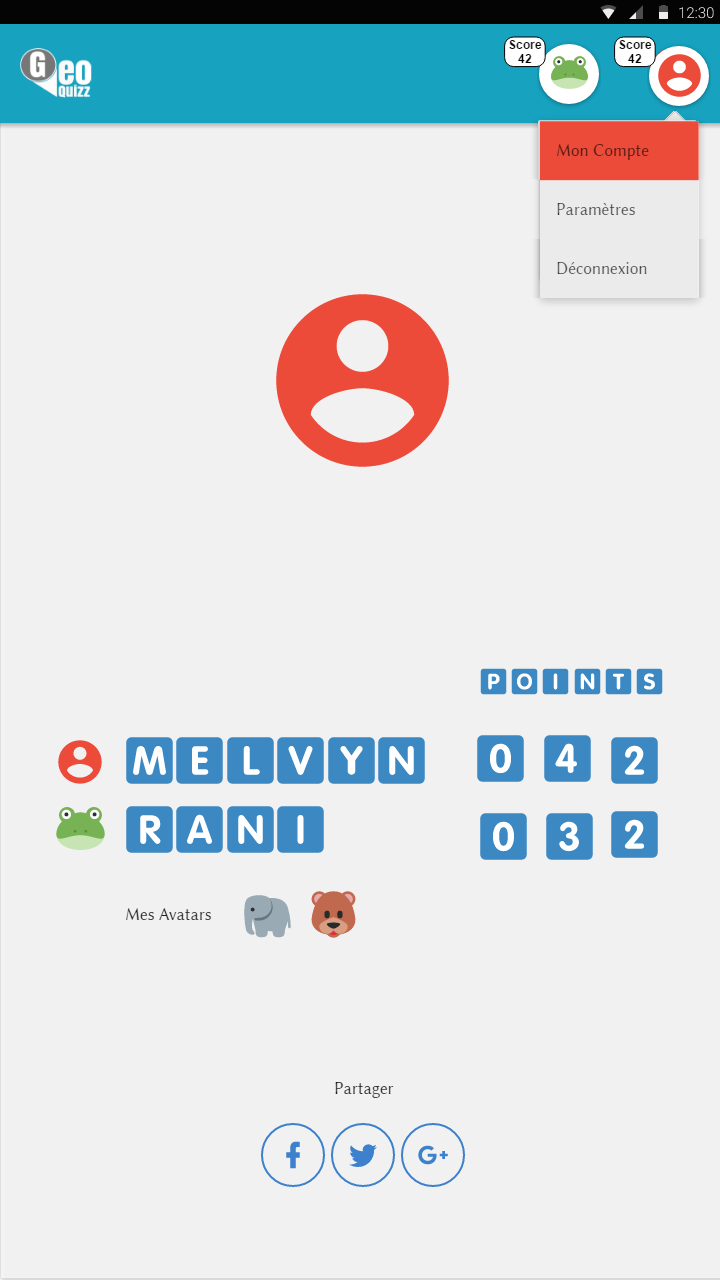 12:30
Geo
quizz
Score
42
Score
42
Mon Compte
Paramètres
Déconnexion
POINTS
MELVYN 042
RANI 032
Mes Avatars
Partager
f
G+